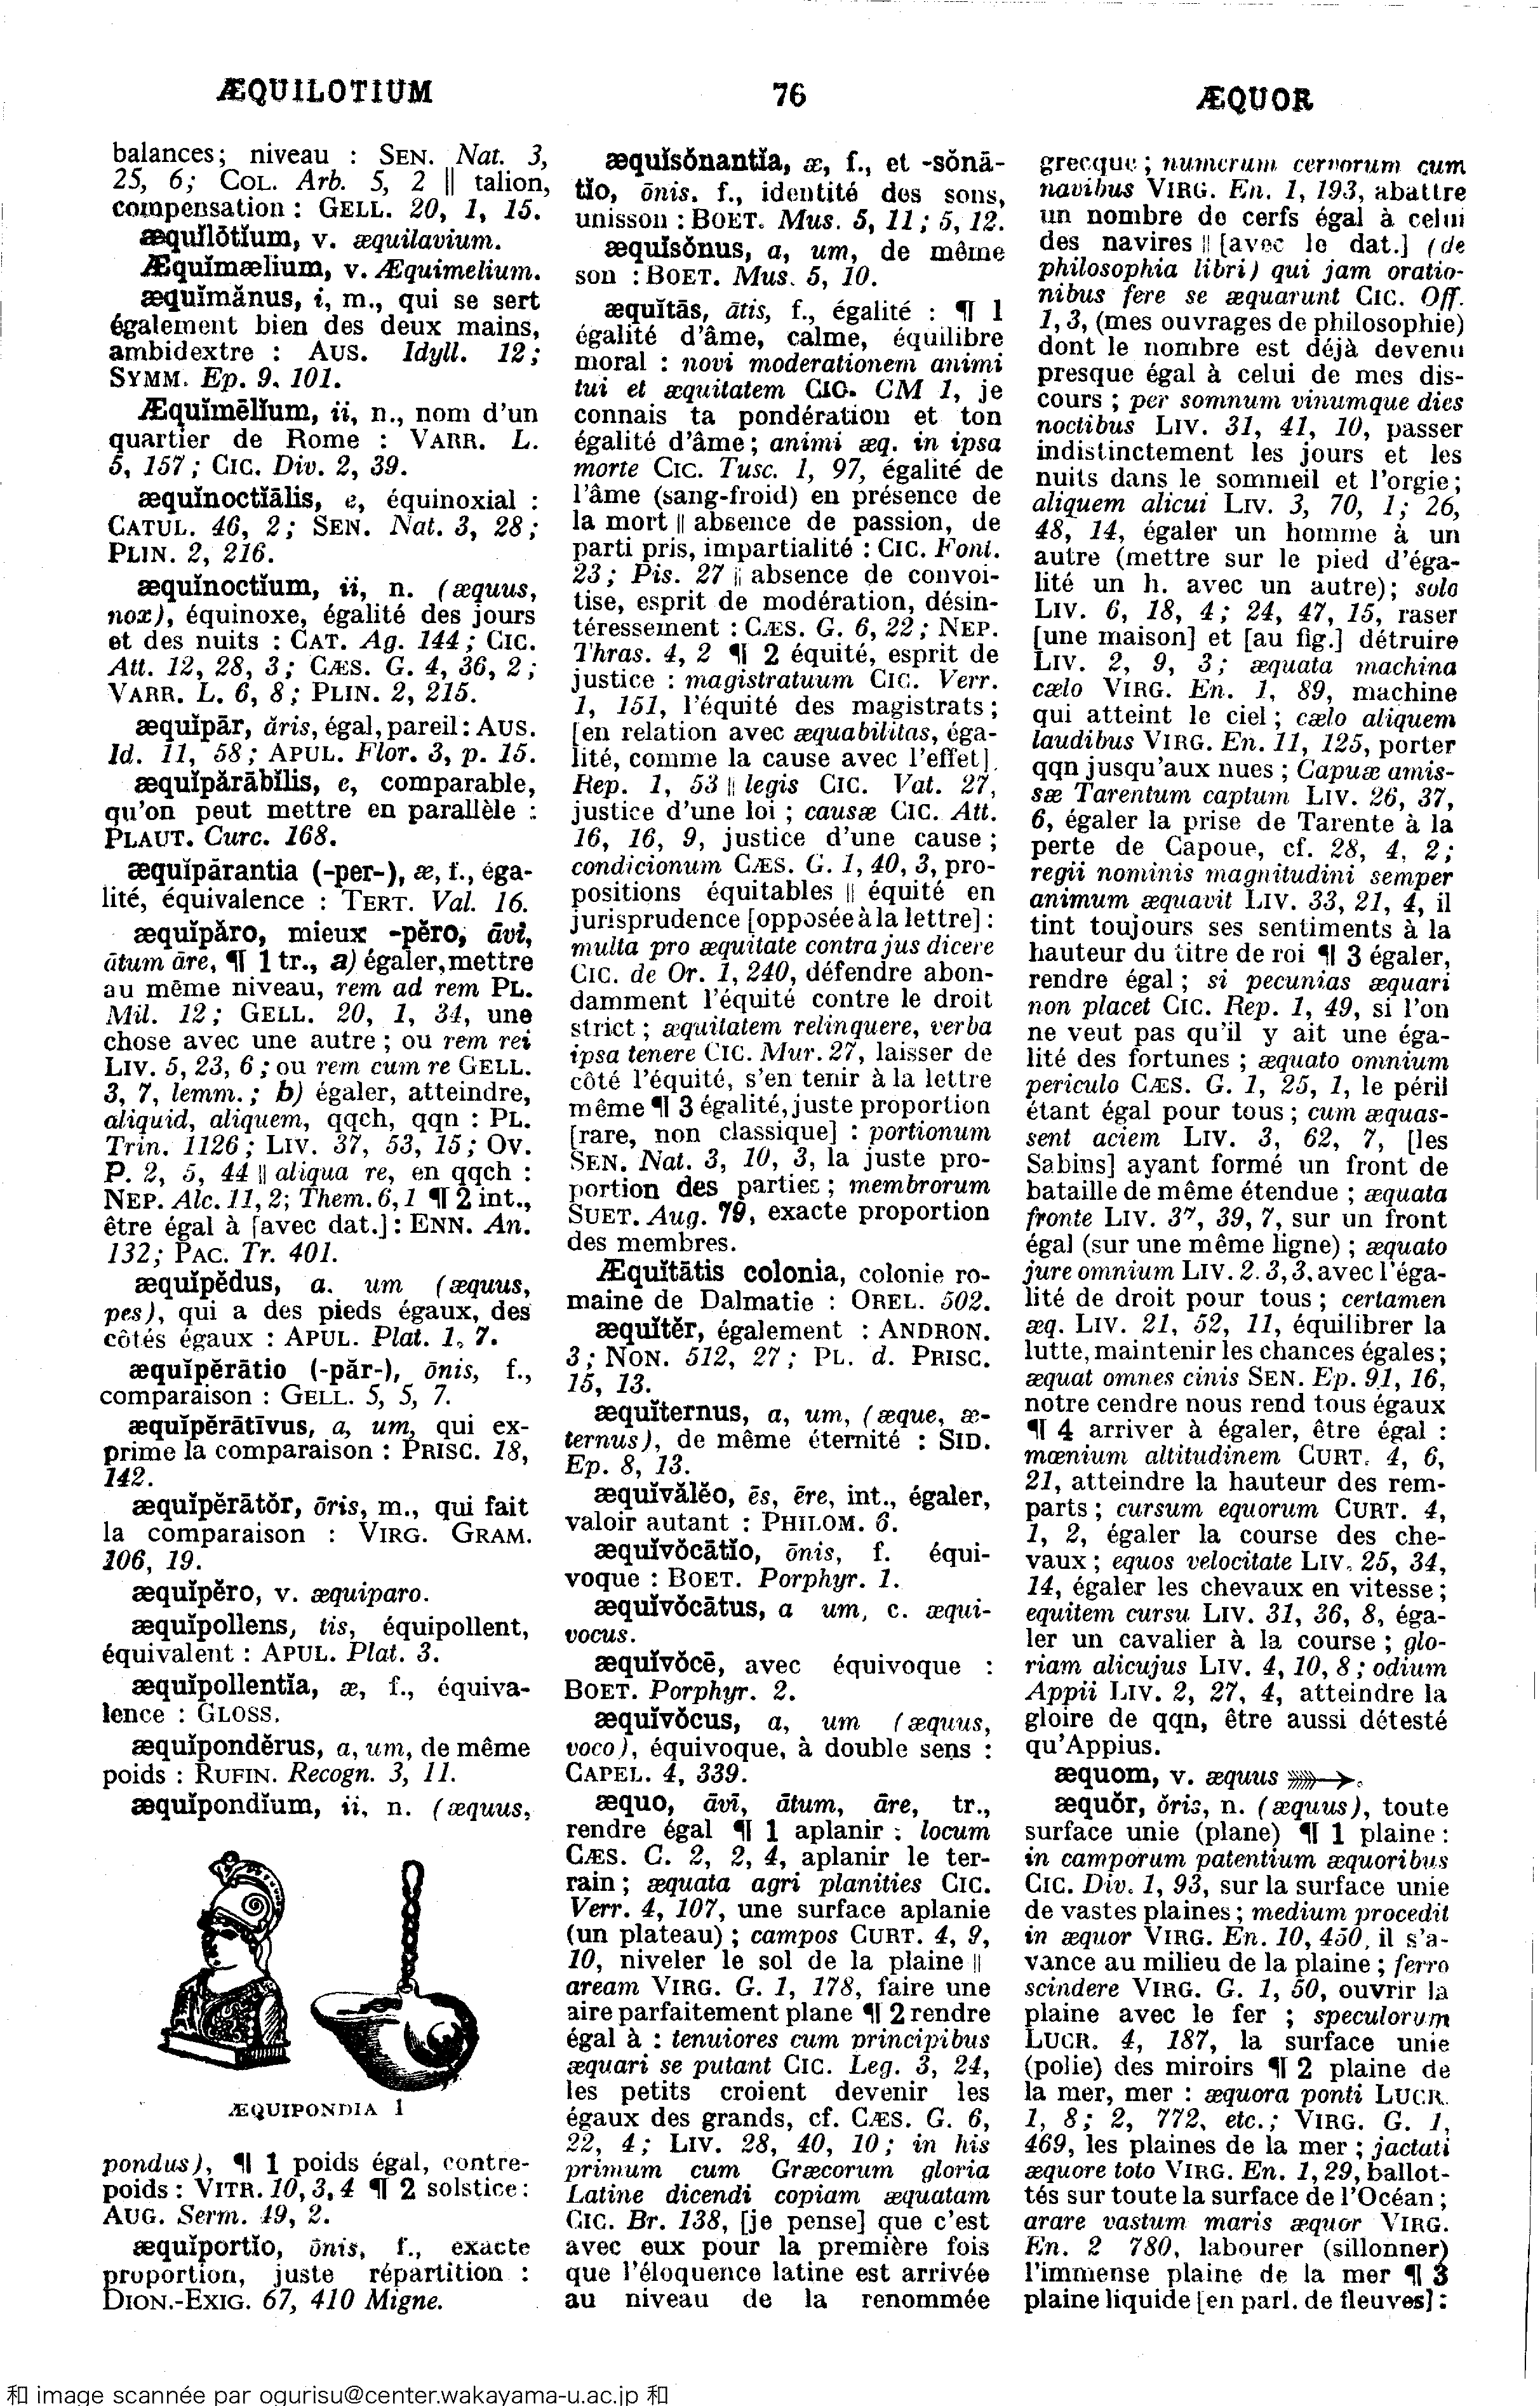 ÆQUILOTIUM
76
ÆQUOR
balances; niveau : SEN. Nat. 3,
25, 6; COL. Arb. 5, 2 || talion,
compensation : GELL. 20, 1, 15.
æquĭlōtĭum, v. æquilavium.
Æquĭmælium, v. Æquimelium.
æquĭmănus, i, m., qui se sert
également bien des deux mains,
ambidextre : AUS. Idyll. 12;
SYMM. Ep. 9, 101.
Æquĭmēlĭum, ii, n., nom d'un
quartier de Rome : VARR. L.
5, 157; CIC. Div. 2, 39.
æquĭnoctĭālis, e, équinoxial :
CATUL. 46, 2; SEN. Nat. 3, 28;
PLIN. 2, 216.
æquĭnoctĭum, ii, n. (æquus,
nox), équinoxe, égalité des jours
et des nuits : CAT. Ag. 144; CIC.
Att. 12, 28, 3; CÆS. G. 4, 36, 2;
VARR. L. 6, 8; PLIN. 2, 215.
æquĭpār, ăris, égal, pareil : AUS.
Id. 11, 58; APUL. Flor. 3, p. 15.
æquĭpărābĭlis, e, comparable,
qu'on peut mettre en parallèle :
PLAUT. Curc. 168.
æquĭpărantia (-per-), æ, f., éga-
lité, équivalence : TERT. Val. 16.
æquĭpăro, mieux -pĕro, āvī,
ātum āre, ¶ 1 tr., a) égaler, mettre
au même niveau, rem ad rem PL.
Mil. 12; GELL. 20, 1, 34, une
chose avec une autre; ou rem rei
LIV. 5, 23, 6; ou rem cum re GELL.
3, 7, lemm.; b) égaler, atteindre,
aliquid, aliquem, qqch, qqn : PL.
Trin. 1126; LIV. 37, 53, 15; OV.
P. 2, 5, 44 || aliqua re, en qqch :
NEP. Alc. 11, 2; Them. 6, 1 ¶ 2 int.,
être égal à [avec dat.] : ENN. An.
132; PAC. Tr. 401.
æquĭpĕdus, a. um (æquus,
pes), qui a des pieds égaux, des
côtés égaux : APUL. Plat. 1, 7.
æquĭpĕrātio (-păr-), ōnis, f.,
comparaison : GELL. 5, 5, 7.
æquĭpĕrātīvus, a, um, qui ex-
prime la comparaison : PRISC. 18,
142.
æquĭpĕrātŏr, ōris, m., qui fait
la comparaison : VIRG. GRAM.
106, 19.
æquĭpĕro, v. æquiparo.
æquĭpollens, tis, équipollent,
équivalent : APUL. Plat. 3.
æquĭpollentĭa, æ, f., équiva-
lence : GLOSS.
æquĭpondĕrus, a, um, de même
poids : RUFIN. Recogn. 3, 11.
æquĭpondĭum, ii, n. (æquus,
ÆQUIPONDIA 1
pondus), ¶ 1 poids égal, contre-
poids : VITR. 10, 3, 4 ¶ 2 solstice :
AUG. Serm. 19, 2.
æquĭportĭo, ōnis, f., exacte
proportion, juste répartition :
DION.-EXIG. 67, 410 Migne.
æquĭsŏnantĭa, æ, f., et -sŏnā-
tĭo, ōnis. f., identité des sons,
unisson : BOET. Mus. 5, 11; 5, 12.
æquĭsŏnus, a, um, de même
son : BOET. Mus. 5, 10.
æquĭtās, ātis, f., égalité : ¶ 1
égalité d'âme, calme, équilibre
moral : novi moderationem animi
tui et æquitatem CIC. CM 1, je
connais ta pondération et ton
égalité d'âme; animi æq. in ipsa
morte CIC. Tusc. 1, 97, égalité de
l'âme (sang-froid) en présence de
la mort || absence de passion, de
parti pris, impartialité : CIC. Font.
23; Pis. 27 || absence de convoi-
tise, esprit de modération, désin-
téressement : CÆS. G. 6, 22; NEP.
Thras. 4, 2 ¶ 2 équité, esprit de
justice : magistratuum CIC. Verr.
1, 151, l'équité des magistrats;
[en relation avec æquabilitas, éga-
lité, comme la cause avec l'effet],
Rep. 1, 53 || legis CIC. Vat. 27,
justice d'une loi; causæ CIC. Att.
16, 16, 9, justice d'une cause;
condicionum CÆS. G. 1, 40, 3, pro-
positions équitables || équité en
jurisprudence [opposée à la lettre] :
multa pro æquitate contra jus dicere
CIC. de Or. 1, 240, défendre abon-
damment l'équité contre le droit
strict; æquitatem relinquere, verba
ipsa tenere CIC. Mur. 27, laisser de
côté l'équité, s'en tenir à la lettre
même ¶ 3 égalité, juste proportion
[rare, non classique] : portionum
SEN. Nat. 3, 10, 3, la juste pro-
portion des parties; membrorum
SUET. Aug. 79, exacte proportion
des membres.
Æquĭtātis colonia, colonie ro-
maine de Dalmatie : OREL. 502.
æquĭtĕr, également : ANDRON.
3; NON. 512, 27; PL. d. PRISC.
15, 13.
æquĭternus, a, um, (æque, æ-
ternus), de même éternité : SID.
Ep. 8, 13.
æquĭvălĕo, ēs, ēre, int., égaler,
valoir autant : PHILOM. 6.
æquĭvŏcātĭo, ōnis, f. équi-
voque : BOET. Porphyr. 1.
æquĭvŏcātus, a um, c. æqui-
vocus.
æquĭvŏcē, avec équivoque :
BOET. Porphyr. 2.
æquĭvŏcus, a, um (æquus,
voco), équivoque, à double sens :
CAPEL. 4, 339.
æquo, āvī, ātum, āre, tr.,
rendre égal ¶ 1 aplanir : locum
CÆS. C. 2, 2, 4, aplanir le ter-
rain; æquata agri planities CIC.
Verr. 4, 107, une surface aplanie
(un plateau); campos CURT. 4, 9,
10, niveler le sol de la plaine ||
aream VIRG. G. 1, 178, faire une
aire parfaitement plane ¶ 2 rendre
égal à : tenuiores cum principibus
æquari se putant CIC. Leg. 3, 24,
les petits croient devenir les
égaux des grands, cf. CÆS. G. 6,
22, 4; LIV. 28, 40, 10; in his
primum cum Græcorum gloria
Latine dicendi copiam æquatam
CIC. Br. 138, [je pense] que c'est
avec eux pour la première fois
que l'éloquence latine est arrivée
au niveau de la renommée
grecque; numerum cervorum cum
navibus VIRG. En. 1, 193, abattre
un nombre de cerfs égal à celui
des navires || [avec le dat.] (de
philosophia libri) qui jam oratio-
nibus fere se æquarunt CIC. Off.
1, 3, (mes ouvrages de philosophie)
dont le nombre est déjà devenu
presque égal à celui de mes dis-
cours; per somnum vinumque dies
noctibus LIV. 31, 41, 10, passer
indistinctement les jours et les
nuits dans le sommeil et l'orgie;
aliquem alicui LIV. 3, 70, 1; 26,
48, 14, égaler un homme à un
autre (mettre sur le pied d'éga-
lité un h. avec un autre); solo
LIV. 6, 18, 4; 24, 47, 15, raser
[une maison] et [au fig.] détruire
LIV. 2, 9, 3; æquata machina
cælo VIRG. En. 1, 89, machine
qui atteint le ciel; cælo aliquem
laudibus VIRG. En. 11, 125, porter
qqn jusqu'aux nues; Capuæ amis-
sæ Tarentum captum LIV. 26, 37,
6, égaler la prise de Tarente à la
perte de Capoue, cf. 28, 4, 2;
regii nominis magnitudini semper
animum æquavit LIV. 33, 21, 4, il
tint toujours ses sentiments à la
hauteur du titre de roi ¶ 3 égaler,
rendre égal; si pecunias æquari
non placet CIC. Rep. 1, 49, si l'on
ne veut pas qu'il y ait une éga-
lité des fortunes; æquato omnium
periculo CÆS. G. 1, 25, 1, le péril
étant égal pour tous; cum æquas-
sent aciem LIV. 3, 62, 7, [les
Sabins] ayant formé un front de
bataille de même étendue; æquata
fronte LIV. 37, 39, 7, sur un front
égal (sur une même ligne); æquato
jure omnium LIV. 2. 3, 3, avec l'éga-
lité de droit pour tous; certamen
æq. LIV. 21, 52, 11, équilibrer la
lutte, maintenir les chances égales;
æquat omnes cinis SEN. Ep. 91, 16,
notre cendre nous rend tous égaux
¶ 4 arriver à égaler, être égal :
mœnium altitudinem CURT. 4, 6,
21, atteindre la hauteur des rem-
parts; cursum equorum CURT. 4,
1, 2, égaler la course des che-
vaux; equos velocitate LIV. 25, 34,
14, égaler les chevaux en vitesse;
equitem cursu LIV. 31, 36, 8, éga-
ler un cavalier à la course; glo-
riam alicujus LIV. 4, 10, 8; odium
Appii LIV. 2, 27, 4, atteindre la
gloire de qqn, être aussi détesté
qu'Appius.
æquom, v. æquus ⟫→.
æquŏr, ŏris, n. (æquus), toute
surface unie (plane) ¶ 1 plaine :
in camporum patentium æquoribus
CIC. Div. 1, 93, sur la surface unie
de vastes plaines; medium procedit
in æquor VIRG. En. 10, 450, il s'a-
vance au milieu de la plaine; ferro
scindere VIRG. G. 1, 50, ouvrir la
plaine avec le fer ; speculorum
LUCR. 4, 187, la surface unie
(polie) des miroirs ¶ 2 plaine de
la mer, mer : æquora ponti LUCR.
1, 8; 2, 772, etc.; VIRG. G. 1,
469, les plaines de la mer; jactati
æquore toto VIRG. En. 1, 29, ballot-
tés sur toute la surface de l'Océan;
arare vastum maris æquor VIRG.
En. 2 780, labourer (sillonner)
l'immense plaine de la mer ¶ 3
plaine liquide [en parl. de fleuves] :
和 image scannée par ogurisu@center.wakayama-u.ac.jp 和